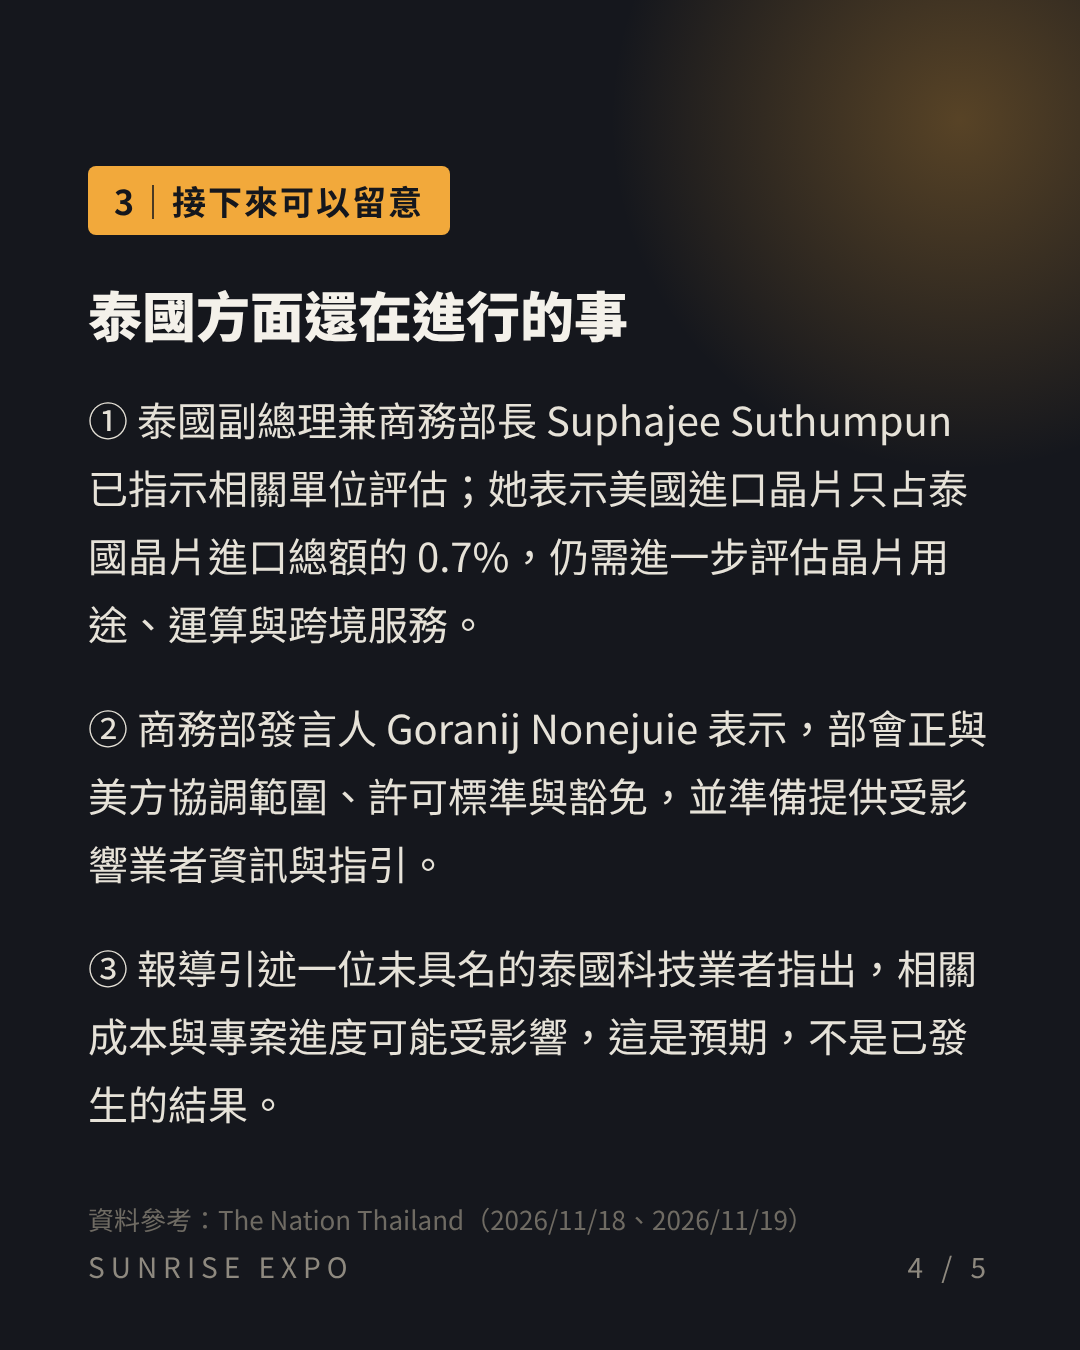 3｜接下來可以留意
泰國方面還在進行的事
① 泰國副總理兼商務部長 Suphajee Suthumpun
已指示相關單位評估；她表示美國進口晶片只占泰
國晶片進口總額的 0.7%，仍需進一步評估晶片用
途、運算與跨境服務。
② 商務部發言人 Goranij Nonejuie 表示，部會正與
美方協調範圍、許可標準與豁免，並準備提供受影
響業者資訊與指引。
③ 報導引述一位未具名的泰國科技業者指出，相關
成本與專案進度可能受影響，這是預期，不是已發
生的結果。
資料參考：The Nation Thailand（2026/11/18、2026/11/19）
SUNRISE EXPO
4 / 5